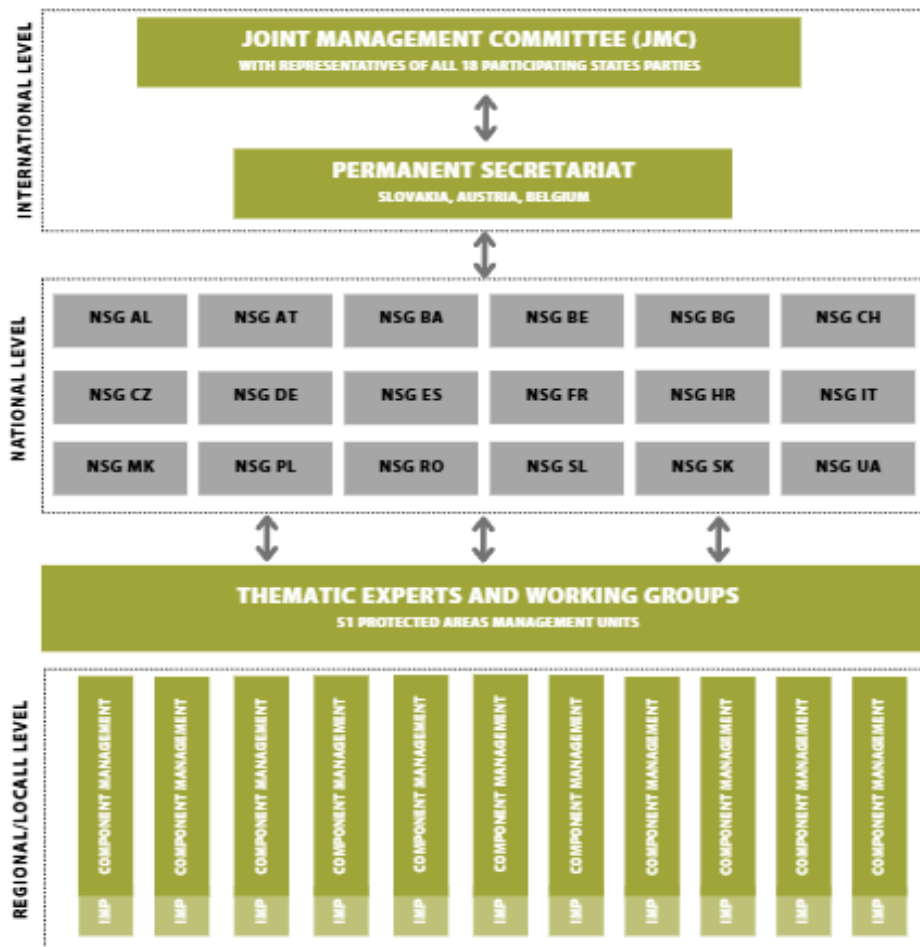 INTERNATIONAL LEVEL
JOINT MANAGEMENT COMMITTEE (JMC)
WITH REPRESENTATIVES OF ALL 18 PARTICIPATING STATES PARTIES
PERMANENT SECRETARIAT
SLOVAKIA, AUSTRIA, BELGIUM
NATIONAL LEVEL
NSG AL
NSG AT
NSG BA
NSG BE
NSG BG
NSG CH
NSG CZ
NSG DE
NSG ES
NSG FR
NSG HR
NSG IT
NSG MK
NSG PL
NSG RO
NSG SL
NSG SK
NSG UA
THEMATIC EXPERTS AND WORKING GROUPS
51 PROTECTED AREAS MANAGEMENT UNITS
REGIONAL/LOCALL LEVEL
COMPONENT MANAGEMENT
IMP
COMPONENT MANAGEMENT
IMP
COMPONENT MANAGEMENT
IMP
COMPONENT MANAGEMENT
IMP
COMPONENT MANAGEMENT
IMP
COMPONENT MANAGEMENT
IMP
COMPONENT MANAGEMENT
IMP
COMPONENT MANAGEMENT
IMP
COMPONENT MANAGEMENT
IMP
COMPONENT MANAGEMENT
IMP
COMPONENT MANAGEMENT
IMP